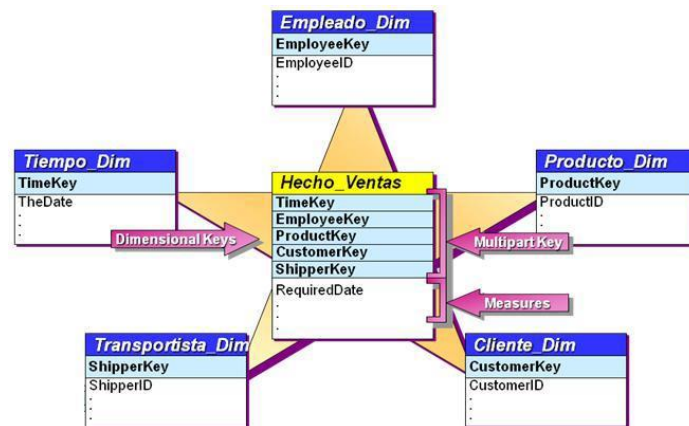 Empleado_Dim
EmployeeKey
EmployeeID
.
.
.
Tiempo_Dim
TimeKey
TheDate
.
.
.
Hecho_Ventas
TimeKey
EmployeeKey
ProductKey
CustomerKey
ShipperKey
RequiredDate
.
.
.
Producto_Dim
ProductKey
ProductID
.
.
.
Dimensional Keys
Multipart Key
Measures
Transportista_Dim
ShipperKey
ShipperID
.
.
.
Cliente_Dim
CustomerKey
CustomerID
.
.
.